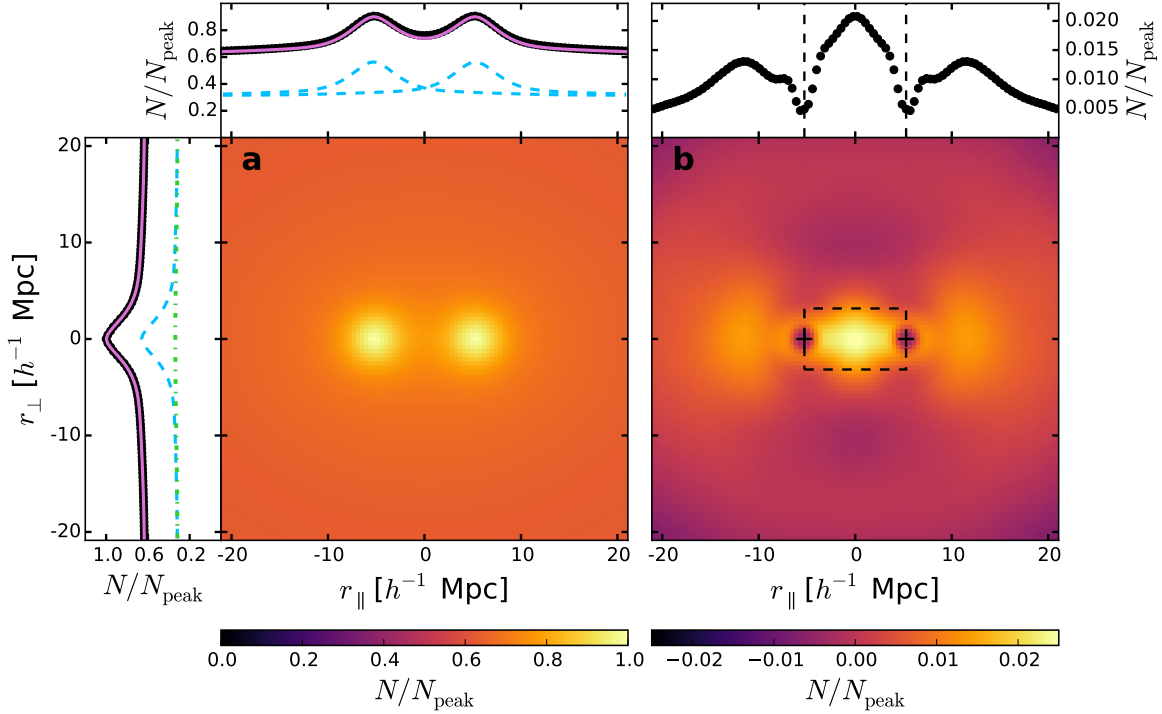 N/N_peak
0.8
0.6
0.4
0.2
0.020
0.015
0.010
0.005
N/N_peak
a
b
r_⊥ [h⁻¹ Mpc]
20
10
0
-10
-20
1.0 0.6 0.2
N/N_peak
-20 -10 0 10 20
r_∥ [h⁻¹ Mpc]
-20 -10 0 10 20
r_∥ [h⁻¹ Mpc]
0.0 0.2 0.4 0.6 0.8 1.0
N/N_peak
−0.02 −0.01 0.00 0.01 0.02
N/N_peak